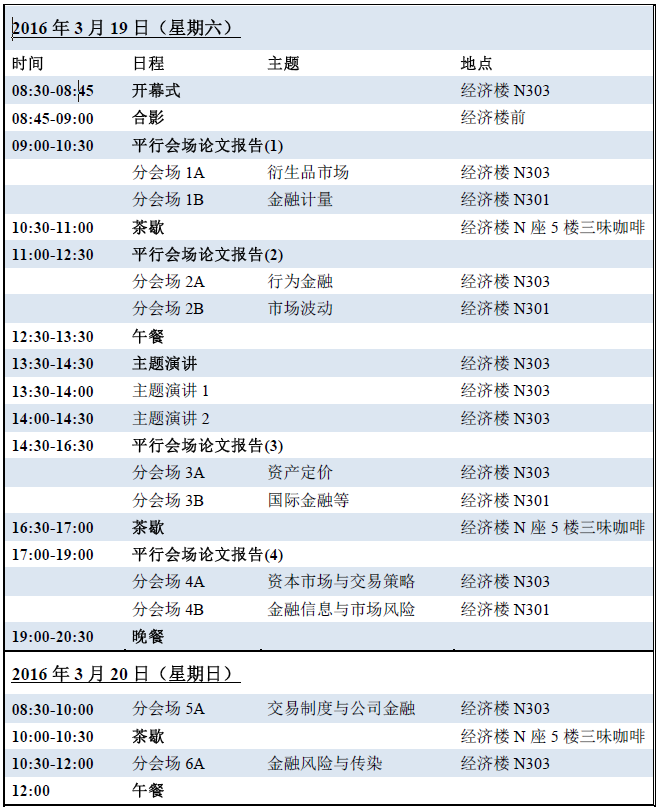 2016 年 3 月 19 日（星期六）
时间 日程 主题 地点
08:30-08:45 开幕式 经济楼 N303
08:45-09:00 合影 经济楼前
09:00-10:30 平行会场论文报告(1)
分会场 1A 衍生品市场 经济楼 N303
分会场 1B 金融计量 经济楼 N301
10:30-11:00 茶歇 经济楼 N 座 5 楼三味咖啡
11:00-12:30 平行会场论文报告(2)
分会场 2A 行为金融 经济楼 N303
分会场 2B 市场波动 经济楼 N301
12:30-13:30 午餐
13:30-14:30 主题演讲 经济楼 N303
13:30-14:00 主题演讲 1 经济楼 N303
14:00-14:30 主题演讲 2 经济楼 N303
14:30-16:30 平行会场论文报告(3)
分会场 3A 资产定价 经济楼 N303
分会场 3B 国际金融等 经济楼 N301
16:30-17:00 茶歇 经济楼 N 座 5 楼三味咖啡
17:00-19:00 平行会场论文报告(4)
分会场 4A 资本市场与交易策略 经济楼 N303
分会场 4B 金融信息与市场风险 经济楼 N301
19:00-20:30 晚餐
2016 年 3 月 20 日（星期日）
08:30-10:00 分会场 5A 交易制度与公司金融 经济楼 N303
10:00-10:30 茶歇 经济楼 N 座 5 楼三味咖啡
10:30-12:00 分会场 6A 金融风险与传染 经济楼 N303
12:00 午餐